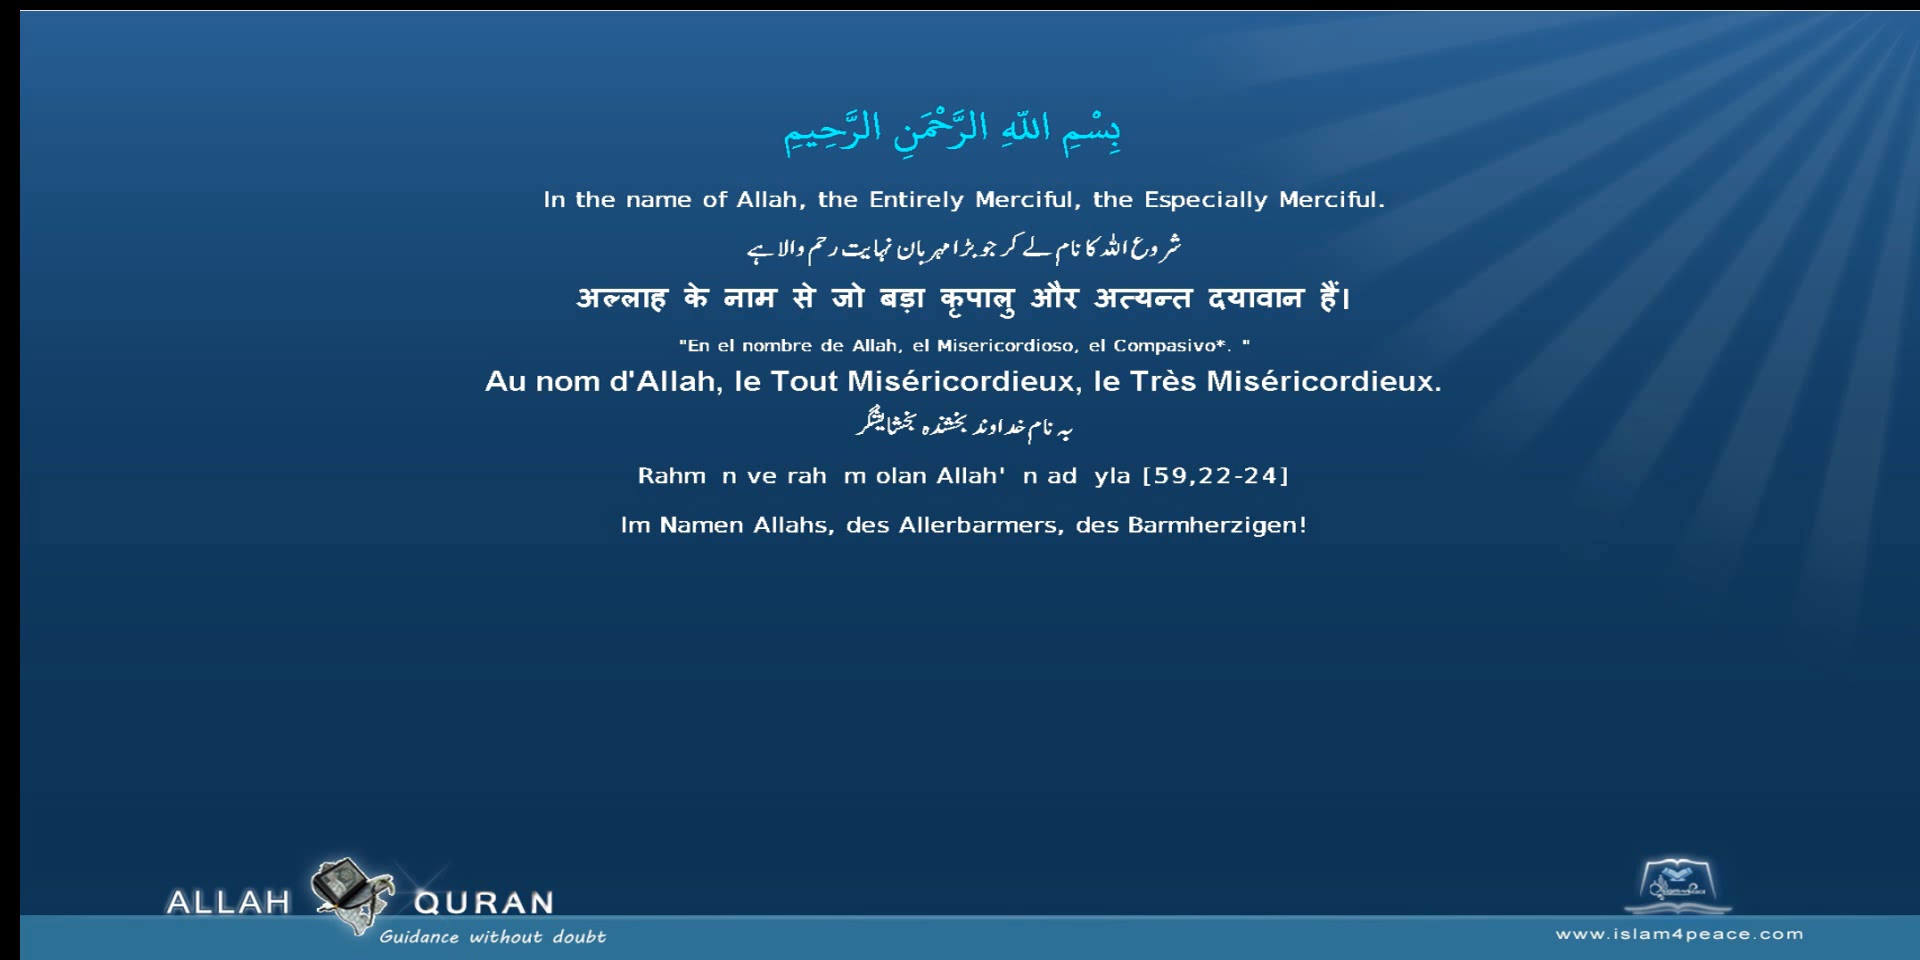 بِسْمِ اللَّهِ الرَّحْمَنِ الرَّحِيمِ
In the name of Allah, the Entirely Merciful, the Especially Merciful.
شروع اللہ کا نام لے کر جو بڑا مہربان نہایت رحم والا ہے
अल्लाह के नाम से जो बड़ा कृपालु और अत्यन्त दयावान हैं।
"En el nombre de Allah, el Misericordioso, el Compasivo*. "
Au nom d'Allah, le Tout Miséricordieux, le Très Miséricordieux.
به نام خداوند بخشنده بخشایشگر
Rahm n ve rah m olan Allah' n ad yla [59,22-24]
Im Namen Allahs, des Allerbarmers, des Barmherzigen!
ALLAH QURAN
Guidance without doubt
www.islam4peace.com